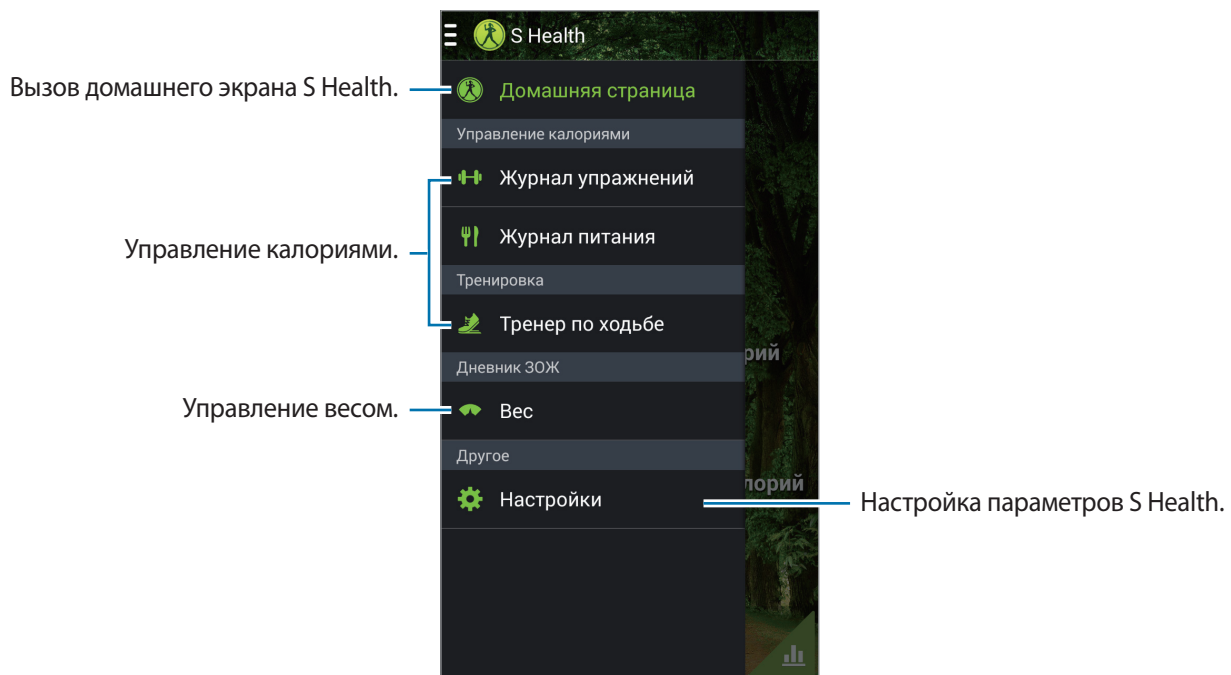 S Health
Вызов домашнего экрана S Health.
Домашняя страница
Управление калориями
Журнал упражнений
Управление калориями.
Журнал питания
Тренировка
Тренер по ходьбе
рий
Дневник ЗОЖ
Управление весом.
Вес
Другое
лорий
Настройки
Настройка параметров S Health.